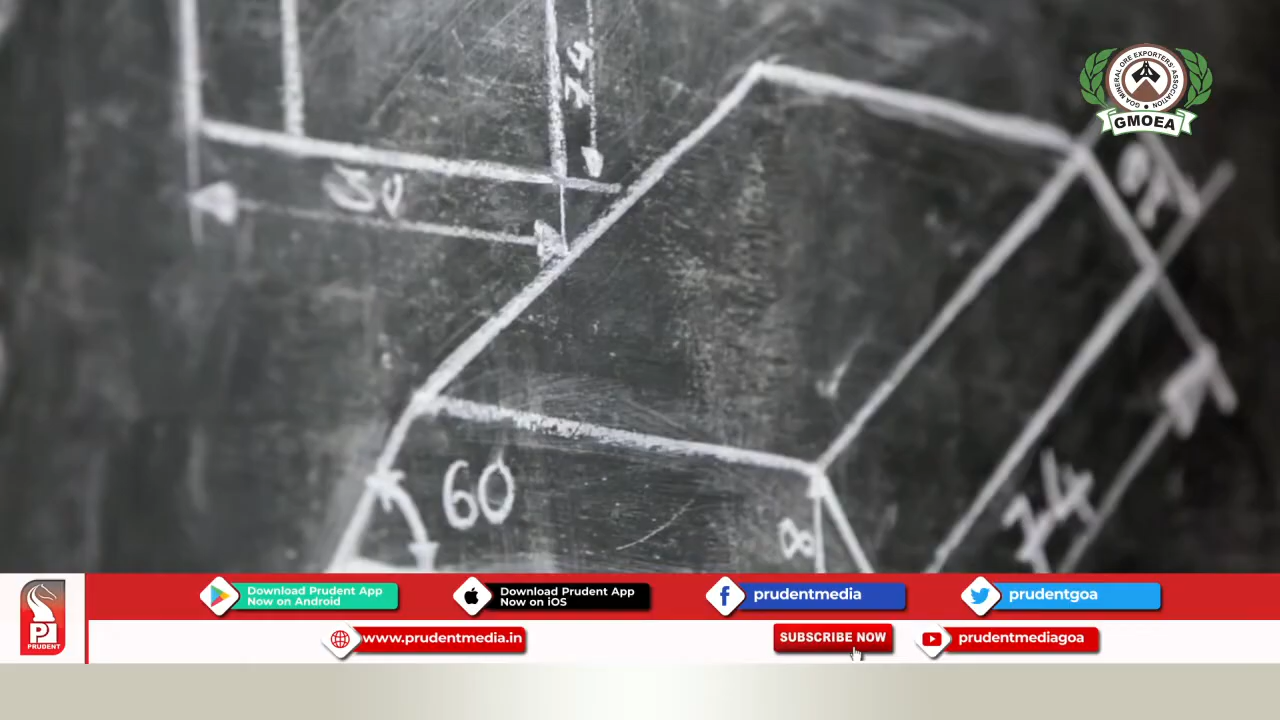 74
60
GOA MINERAL ORE EXPORTERS' ASSOCIATION
GMOEA
60
8
74
PRUDENT
Download Prudent App
Now on Android
Download Prudent App
Now on iOS
prudentmedia
prudentgoa
www.prudentmedia.in
SUBSCRIBE NOW
prudentmediagoa